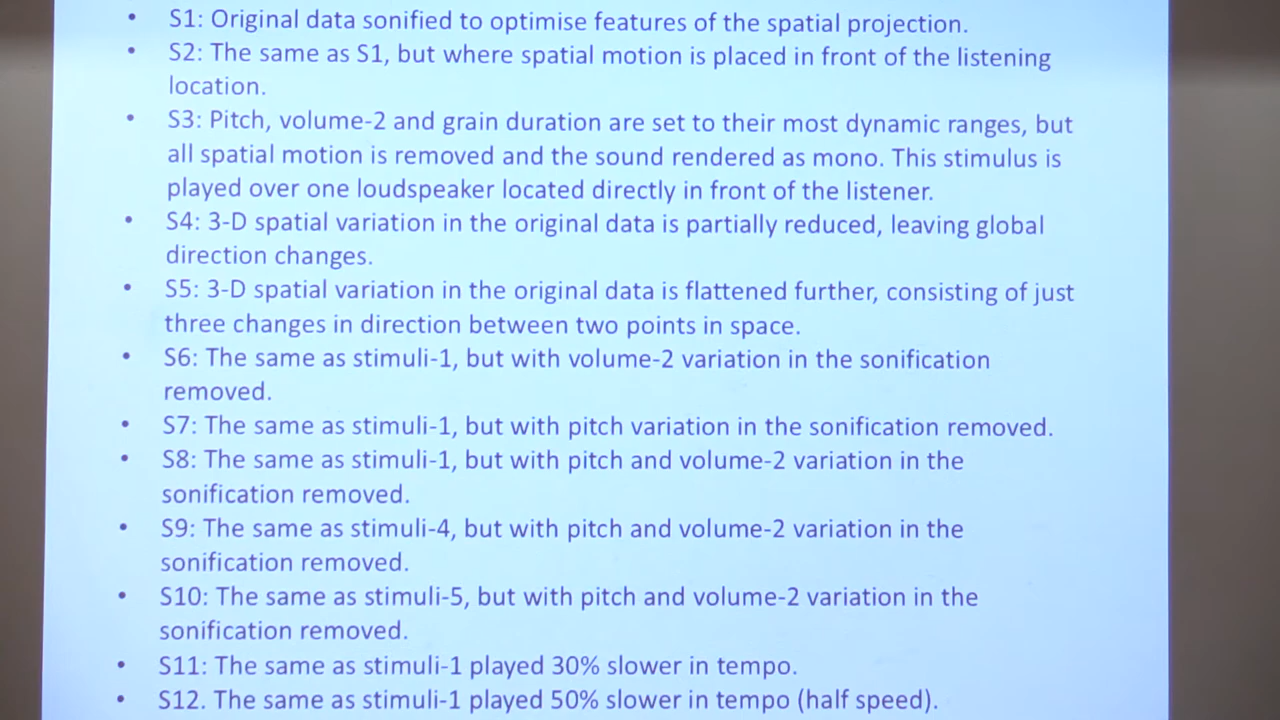 • S1: Original data sonified to optimise features of the spatial projection.
• S2: The same as S1, but where spatial motion is placed in front of the listening
location.
• S3: Pitch, volume-2 and grain duration are set to their most dynamic ranges, but
all spatial motion is removed and the sound rendered as mono. This stimulus is
played over one loudspeaker located directly in front of the listener.
• S4: 3-D spatial variation in the original data is partially reduced, leaving global
direction changes.
• S5: 3-D spatial variation in the original data is flattened further, consisting of just
three changes in direction between two points in space.
• S6: The same as stimuli-1, but with volume-2 variation in the sonification
removed.
• S7: The same as stimuli-1, but with pitch variation in the sonification removed.
• S8: The same as stimuli-1, but with pitch and volume-2 variation in the
sonification removed.
• S9: The same as stimuli-4, but with pitch and volume-2 variation in the
sonification removed.
• S10: The same as stimuli-5, but with pitch and volume-2 variation in the
sonification removed.
• S11: The same as stimuli-1 played 30% slower in tempo.
• S12. The same as stimuli-1 played 50% slower in tempo (half speed).